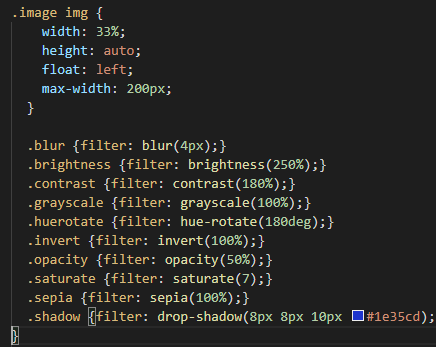 .image img {
width: 33%;
height: auto;
float: left;
max-width: 200px;
}
.blur {filter: blur(4px);}
.brightness {filter: brightness(250%);}
.contrast {filter: contrast(180%);}
.grayscale {filter: grayscale(100%);}
.huerotate {filter: hue-rotate(180deg);}
.invert {filter: invert(100%);}
.opacity {filter: opacity(50%);}
.saturate {filter: saturate(7);}
.sepia {filter: sepia(100%);}
.shadow {filter: drop-shadow(8px 8px 10px #1e35cd);
}